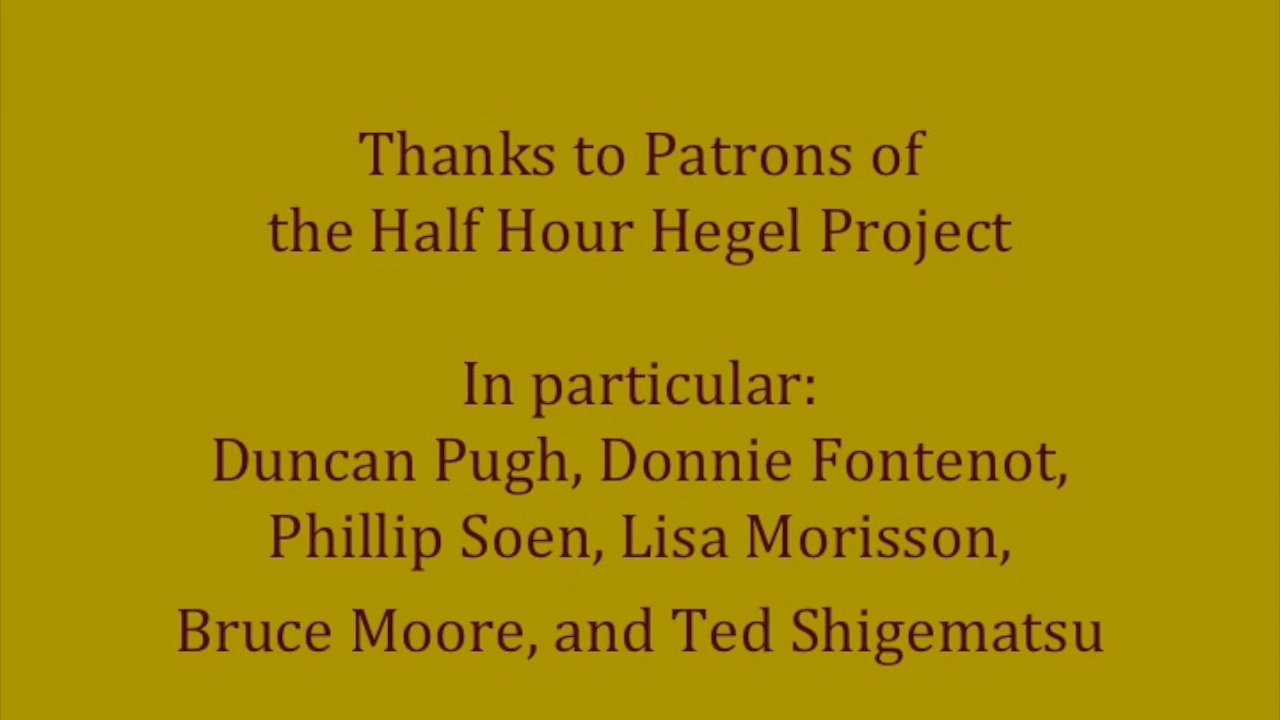 Thanks to Patrons of
the Half Hour Hegel Project
In particular:
Duncan Pugh, Donnie Fontenot,
Phillip Soen, Lisa Morisson,
Bruce Moore, and Ted Shigematsu